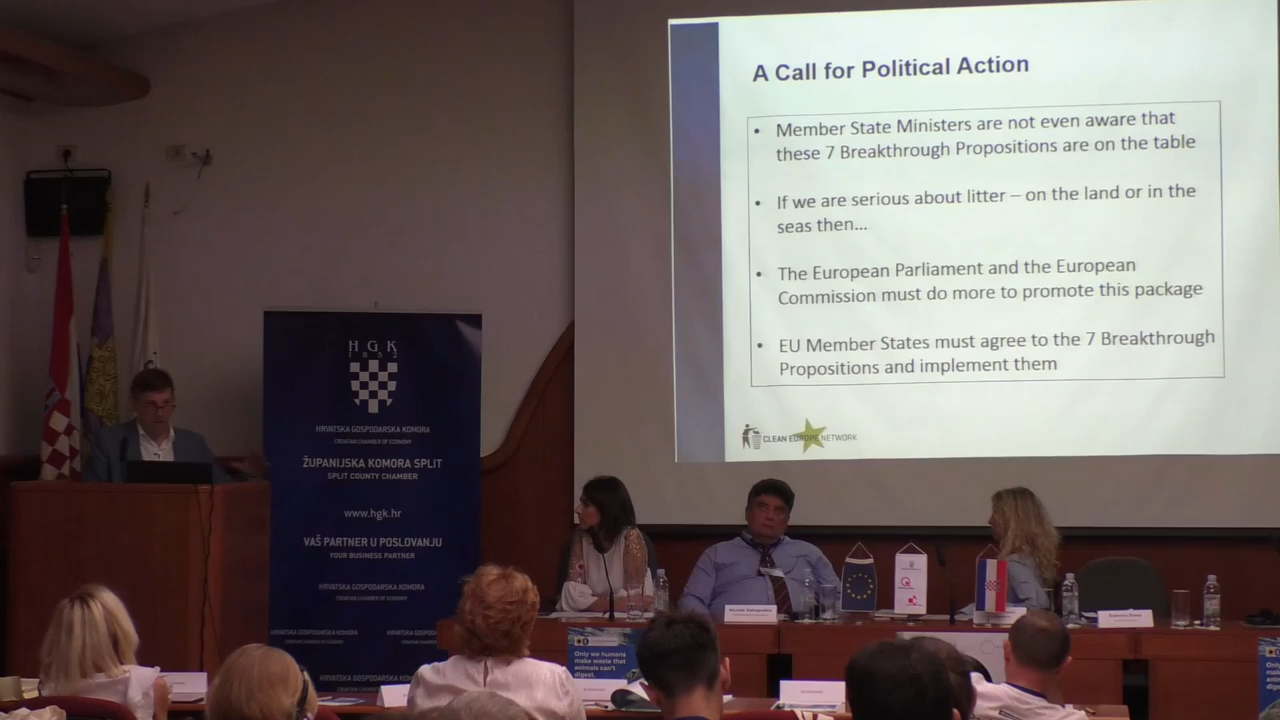 A Call for Political Action
• Member State Ministers are not even aware that
these 7 Breakthrough Propositions are on the table
• If we are serious about litter – on the land or in the
seas then...
• The European Parliament and the European
Commission must do more to promote this package
• EU Member States must agree to the 7 Breakthrough
Propositions and implement them
CLEAN EUROPE NETWORK
HGK
1852
HRVATSKA GOSPODARSKA KOMORA
CROATIAN CHAMBER OF ECONOMY
ŽUPANIJSKA KOMORA SPLIT
SPLIT COUNTY CHAMBER
www.hgk.hr
VAŠ PARTNER U POSLOVANJU
YOUR BUSINESS PARTNER
HRVATSKA GOSPODARSKA KOMORA
CROATIAN CHAMBER OF ECONOMY
HRVATSKA GOSPODARSKA KOMORA
Only we humans
make waste that
animals can't
digest.